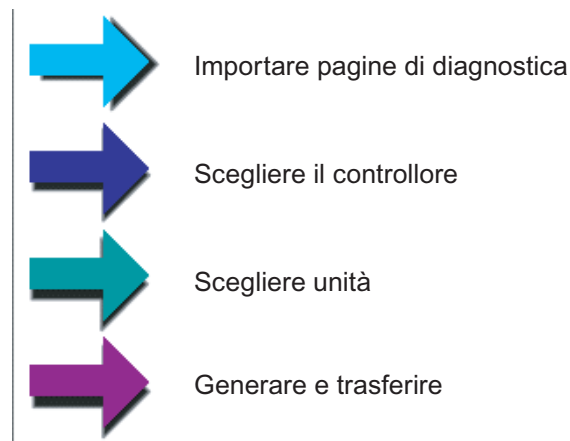 Importare pagine di diagnostica
Scegliere il controllore
Scegliere unità
Generare e trasferire